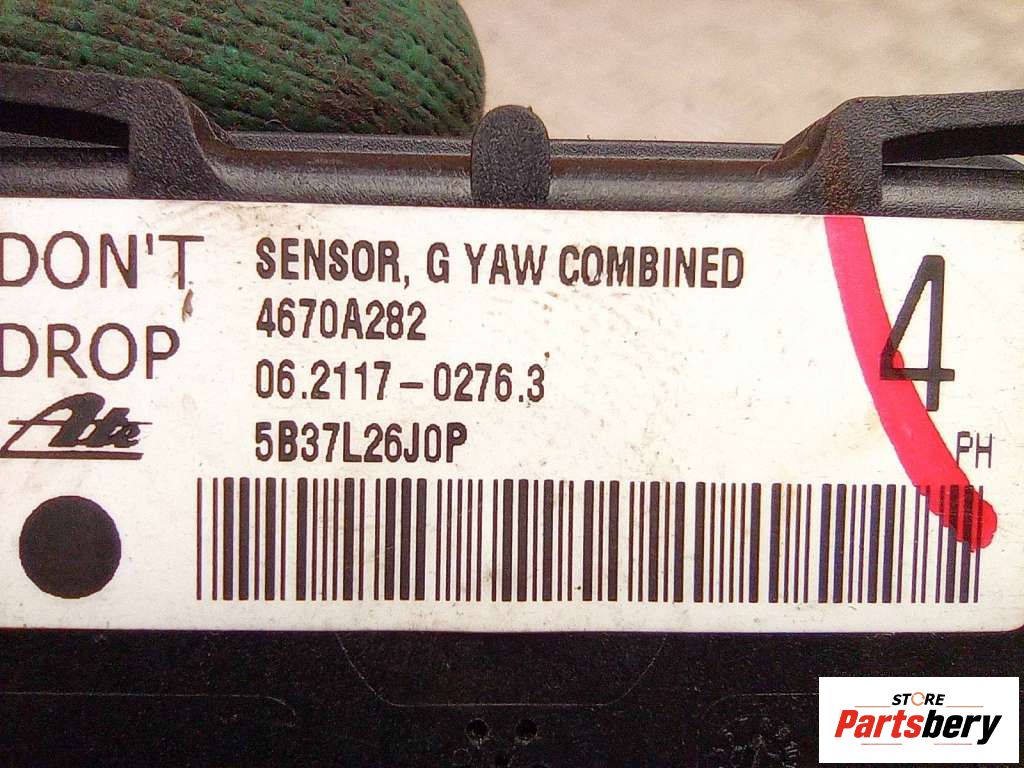 DON'T
DROP
Ate
SENSOR, G YAW COMBINED
4670A282
06.2117-0276.3
5B37L26J0P
4
PH
STORE
Partsbery